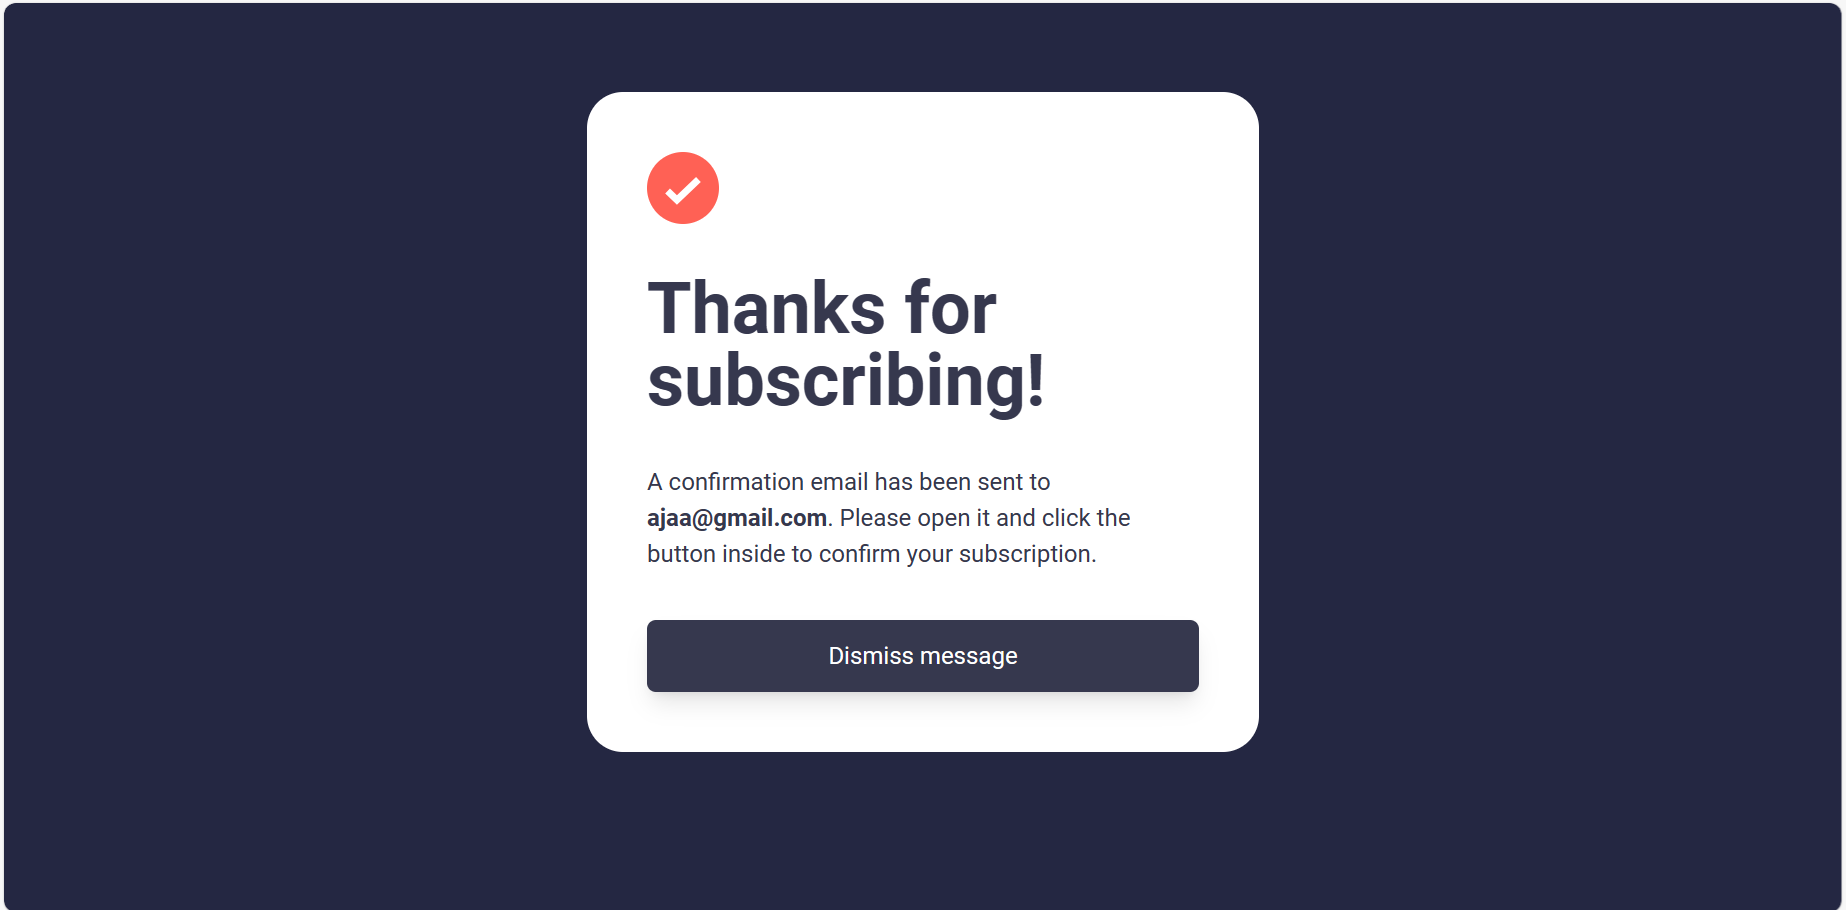 Thanks for
subscribing!
A confirmation email has been sent to
ajaa@gmail.com. Please open it and click the
button inside to confirm your subscription.
Dismiss message